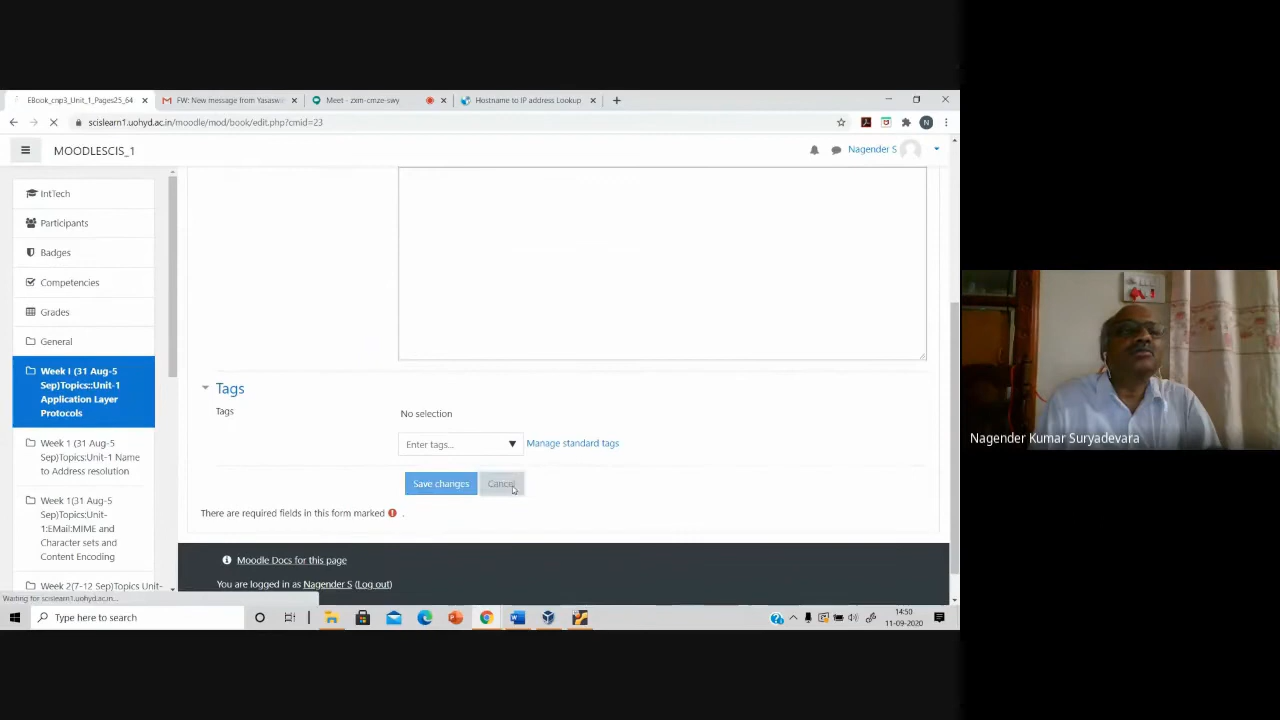 EBook_cnp3_Unit_1_Pages25_64
FW: New message from Yasasw
Meet - zxm-cmze-swy
Hostname to IP address Lookup
scislearn1.uohyd.ac.in/moodle/mod/book/edit.php?cmid=23
N
MOODLESCIS_1
Nagender S
IntTech
Participants
Badges
Competencies
Grades
General
Week I (31 Aug-5
Sep)Topics::Unit-1
Application Layer
Protocols
Week 1 (31 Aug-5
Sep)Topics:Unit-1 Name
to Address resolution
Week 1(31 Aug-5
Sep)Topics:Unit-
1:EMail:MIME and
Character sets and
Content Encoding
Week 2(7-12 Sep)Topics Unit-
Tags
Tags
No selection
Enter tags...
Manage standard tags
Save changes
Cancel
There are required fields in this form marked .
Moodle Docs for this page
You are logged in as Nagender S (Log out)
Waiting for scislearn1.uohyd.ac.in...
Type here to search
14:50
11-09-2020
Nagender Kumar Suryadevara